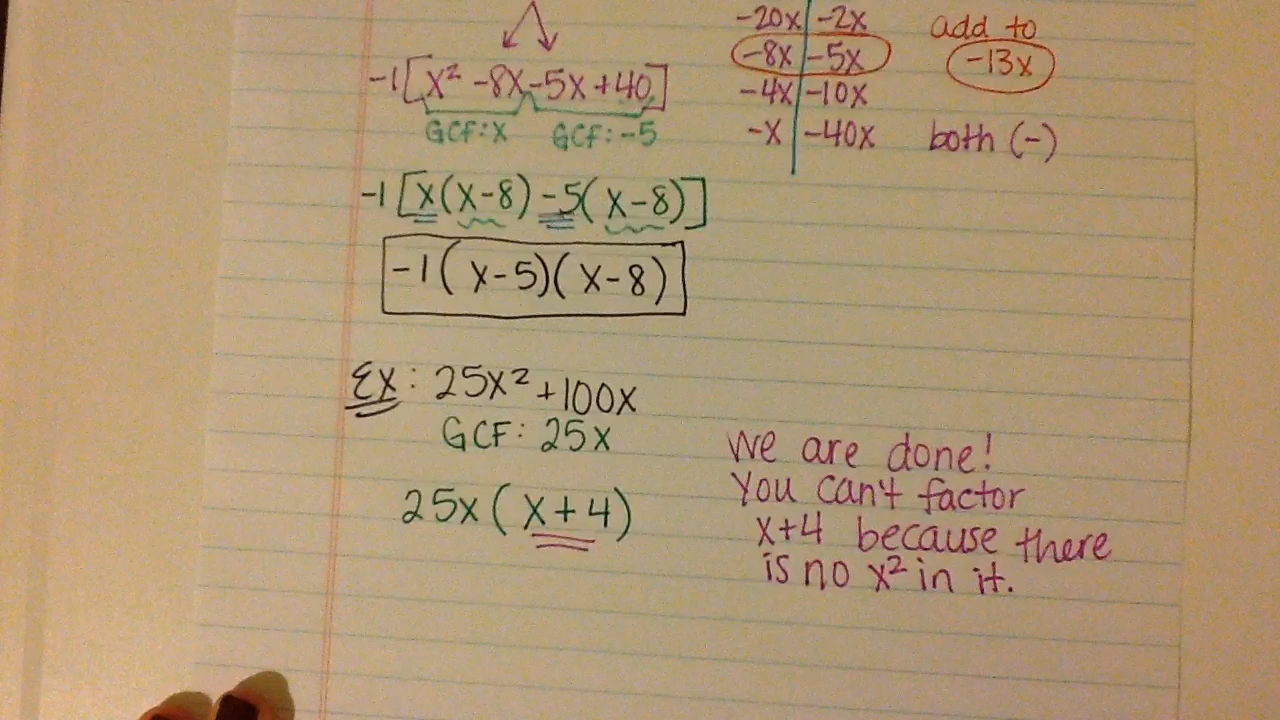 -20x | -2x add to
-8x | -5x -13x
-1[x² -8x -5x +40] -4x | -10x
GCF: x GCF: -5 -x | -40x both (-)
-1[x(x-8) -5(x-8)]
-1(x-5)(x-8)
Ex: 25x² +100x
GCF: 25x
We are done!
You can't factor
25x(x+4) x+4 because there
is no x² in it.